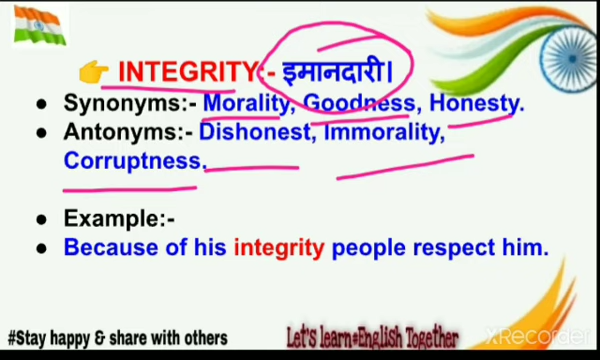 👉 INTEGRITY:- इमानदारी।
● Synonyms:- Morality, Goodness, Honesty.
● Antonyms:- Dishonest, Immorality,
Corruptness.
● Example:-
● Because of his integrity people respect him.
#Stay happy & share with others
Let's learn English Together
XRecorder